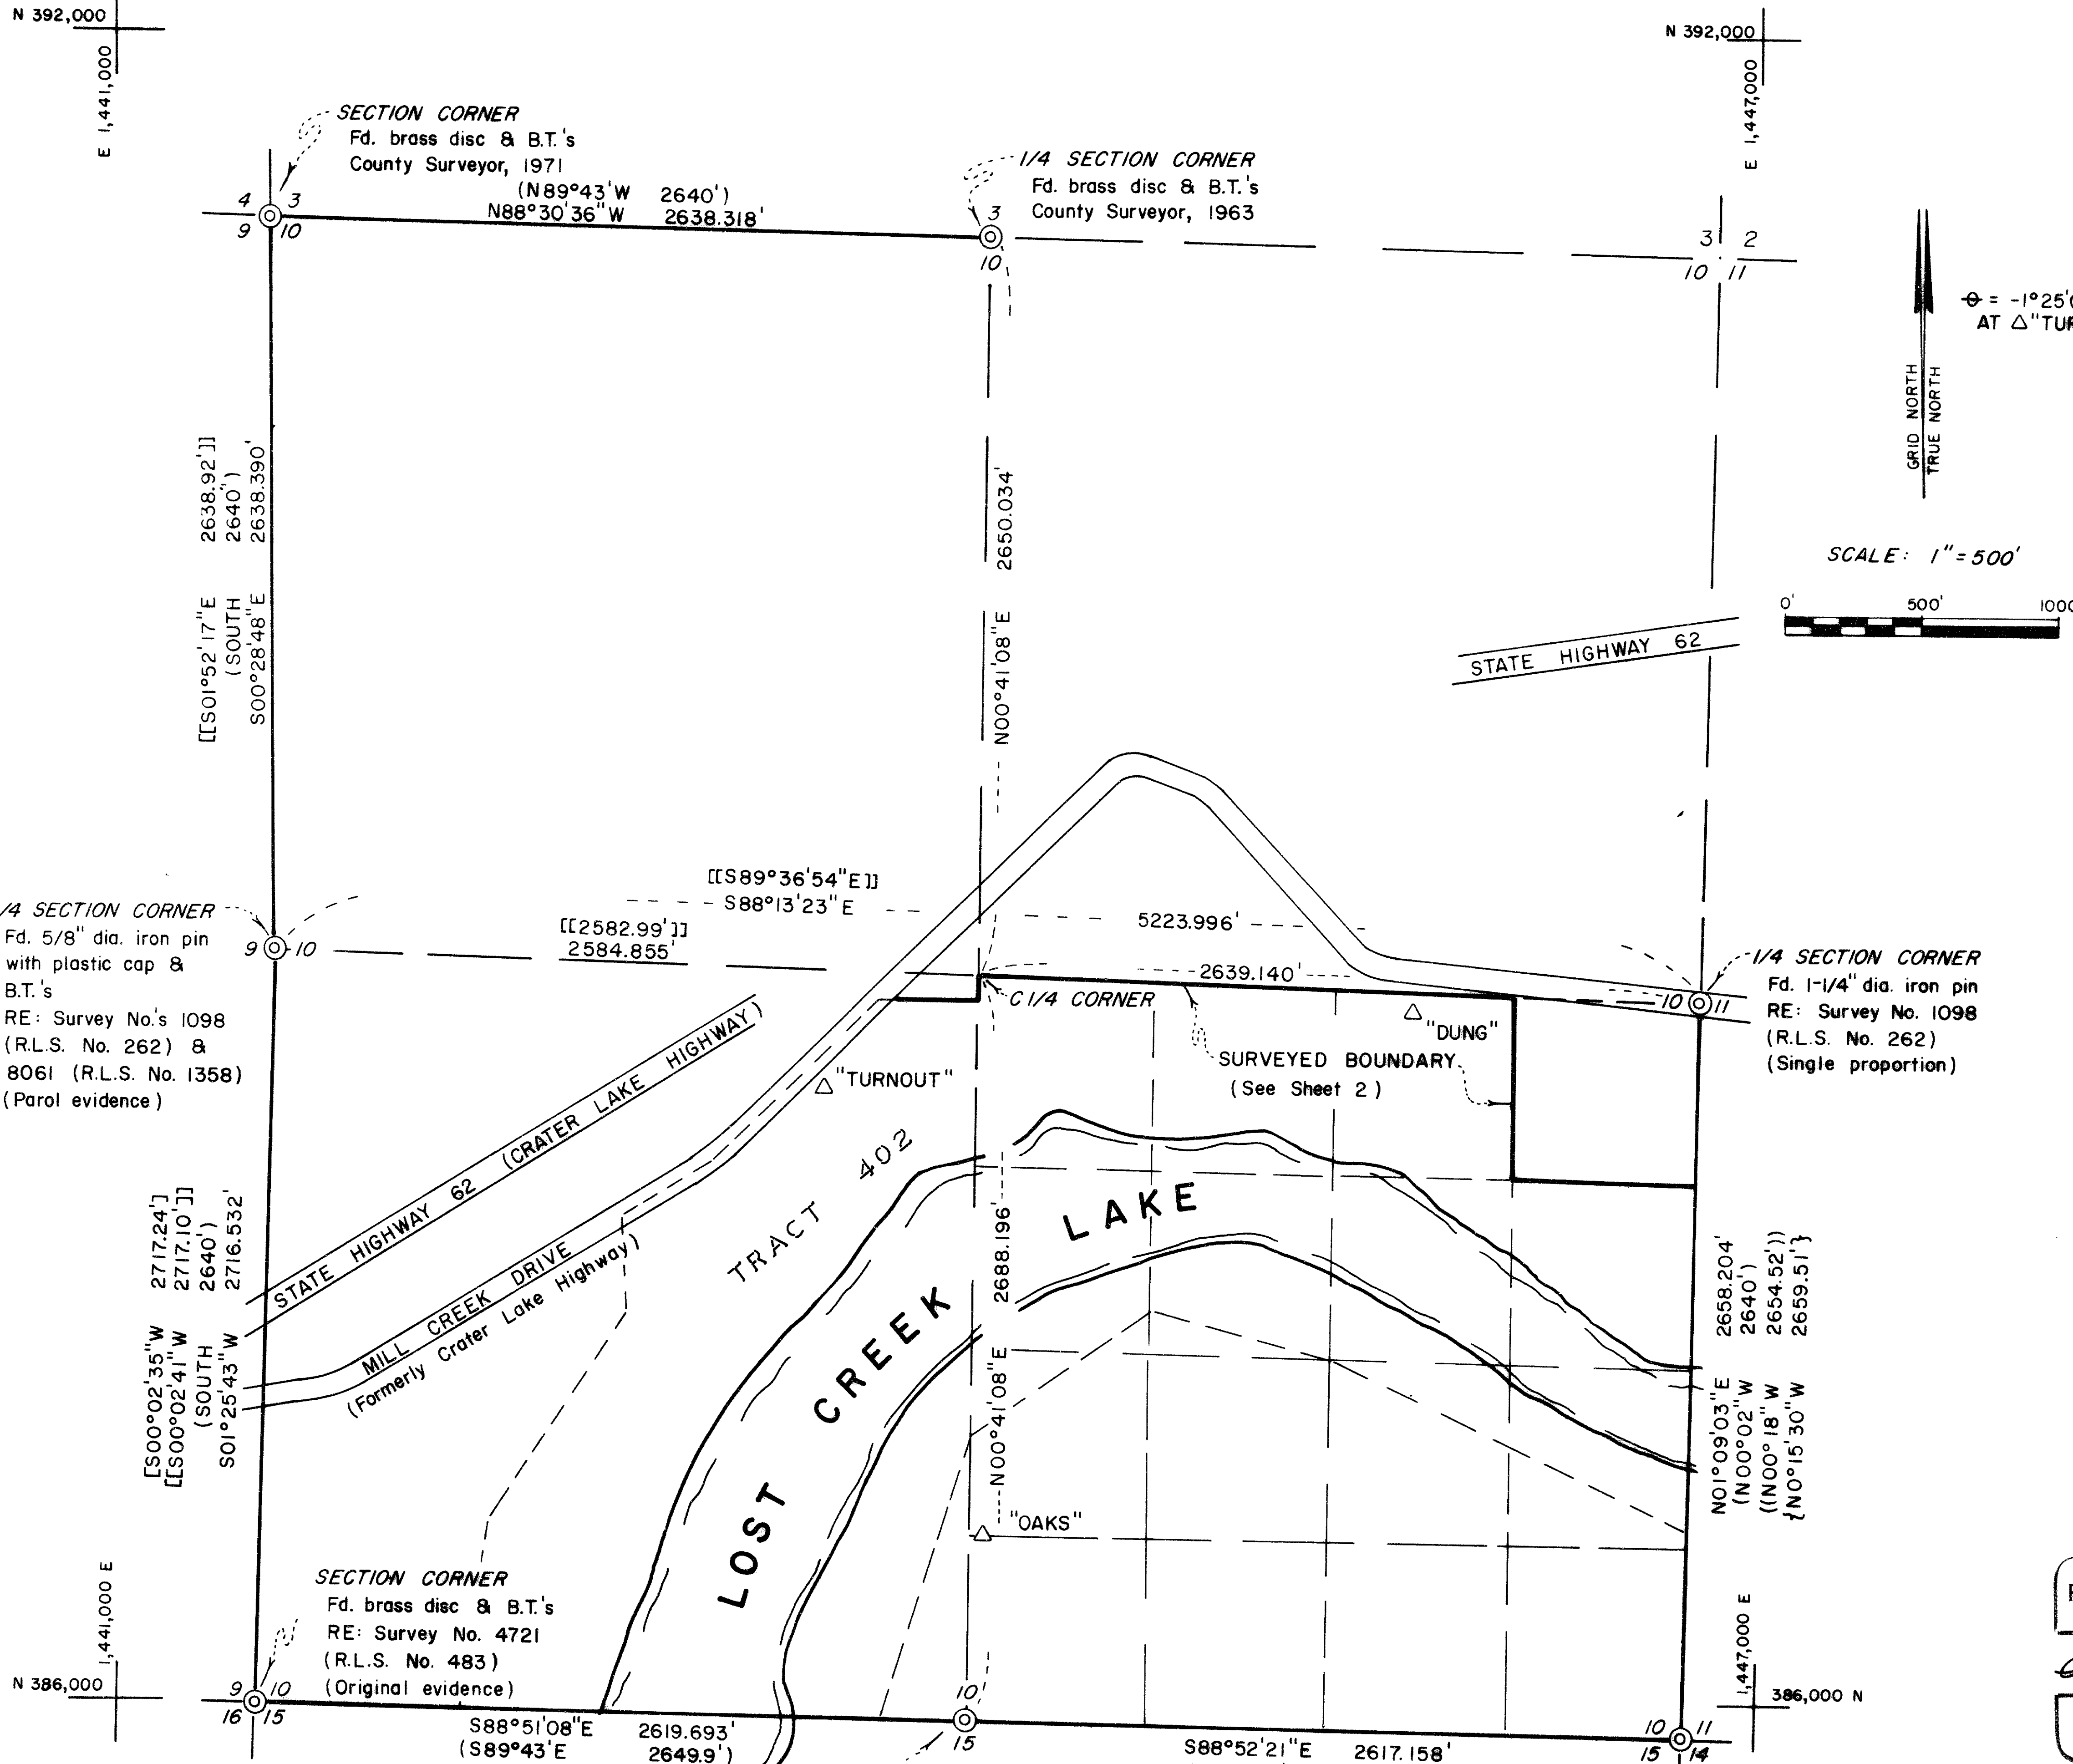 N 392,000
E 1,441,000
N 392,000
E 1,447,000
SECTION CORNER
Fd. brass disc & B.T.'s
County Surveyor, 1971
(N89°43'W 2640')
N88°30'36"W 2638.318'
1/4 SECTION CORNER
Fd. brass disc & B.T.'s
County Surveyor, 1963
4 3
9 10
3
10
3 2
10 11
GRID NORTH
TRUE NORTH
θ = -1°25'
AT △"TUR
SCALE: 1"=500'
0' 500' 1000
[[S01°52'17"E 2638.92']]
(SOUTH 2640')
S00°28'48"E 2638.390'
N00°41'08"E 2650.034'
STATE HIGHWAY 62
[[S89°36'54"E]]
S88°13'23"E
5223.996'
[[2582.99']]
2584.855'
2639.140'
/4 SECTION CORNER
Fd. 5/8" dia. iron pin
with plastic cap &
B.T.'s
RE: Survey No.'s 1098
(R.L.S. No. 262) &
8061 (R.L.S. No. 1358)
(Parol evidence)
9 10
C 1/4 CORNER
10 11
1/4 SECTION CORNER
Fd. 1-1/4" dia. iron pin
RE: Survey No. 1098
(R.L.S. No. 262)
(Single proportion)
"DUNG"
SURVEYED BOUNDARY
(See Sheet 2)
"TURNOUT"
STATE HIGHWAY 62 (CRATER LAKE HIGHWAY)
MILL CREEK DRIVE
(Formerly Crater Lake Highway)
TRACT 402
LOST CREEK LAKE
[S00°02'35"W 2717.24']
[[S00°02'41"W 2717.10']]
(SOUTH 2640')
S01°25'43"W 2716.532'
N00°41'08"E 2688.196'
N01°09'03"E 2658.204'
(N00°02"W 2640')
((N00°18"W 2654.52'))
{N0°15'30"W 2659.51'}
"OAKS"
SECTION CORNER
Fd. brass disc & B.T.'s
RE: Survey No. 4721
(R.L.S. No. 483)
(Original evidence)
1,441,000 E
N 386,000
9 10
16 15
S88°51'08"E 2619.693'
(S89°43'E 2649.9')
10
15
S88°52'21"E 2617.158'
10 11
15 14
1,447,000 E
386,000 N